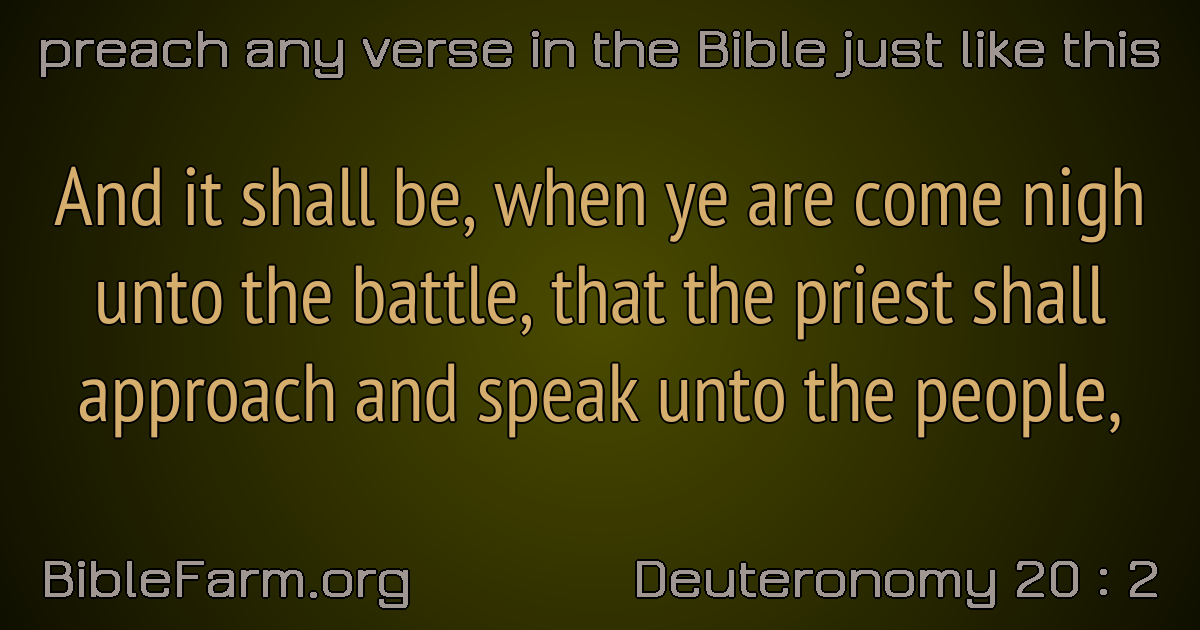 preach any verse in the Bible just like this
And it shall be, when ye are come nigh
unto the battle, that the priest shall
approach and speak unto the people,
BibleFarm.org
Deuteronomy 20 : 2